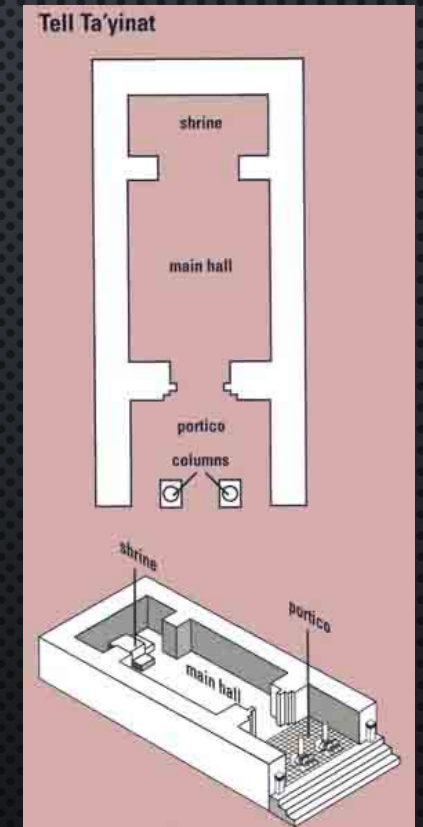 Tell Ta'yinat
shrine
main hall
portico
columns
shrine
portico
main hall